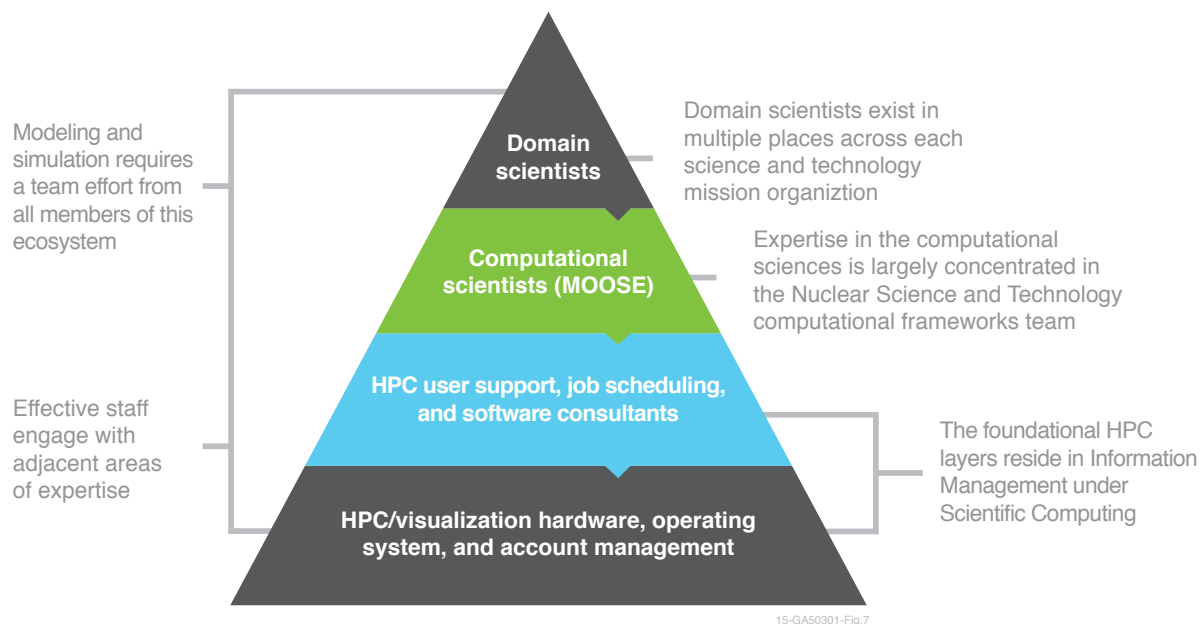 Modeling and
simulation requires
a team effort from
all members of this
ecosystem
Effective staff
engage with
adjacent areas
of expertise
Domain
scientists
Computational
scientists (MOOSE)
HPC user support, job scheduling,
and software consultants
HPC/visualization hardware, operating
system, and account management
Domain scientists exist in
multiple places across each
science and technology
mission organiztion
Expertise in the computational
sciences is largely concentrated in
the Nuclear Science and Technology
computational frameworks team
The foundational HPC
layers reside in Information
Management under
Scientific Computing
15-GA50301-Fig.7